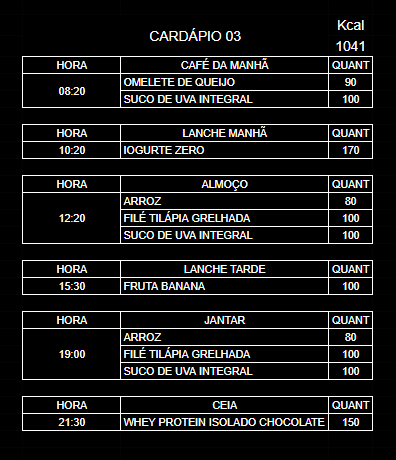 Kcal
CARDÁPIO 03
1041
HORA CAFÉ DA MANHÃ QUANT
08:20
OMELETE DE QUEIJO 90
SUCO DE UVA INTEGRAL 100
HORA LANCHE MANHÃ QUANT
10:20 IOGURTE ZERO 170
HORA ALMOÇO QUANT
12:20
ARROZ 80
FILÉ TILÁPIA GRELHADA 100
SUCO DE UVA INTEGRAL 100
HORA LANCHE TARDE QUANT
15:30 FRUTA BANANA 100
HORA JANTAR QUANT
19:00
ARROZ 80
FILÉ TILÁPIA GRELHADA 100
SUCO DE UVA INTEGRAL 100
HORA CEIA QUANT
21:30 WHEY PROTEIN ISOLADO CHOCOLATE 150